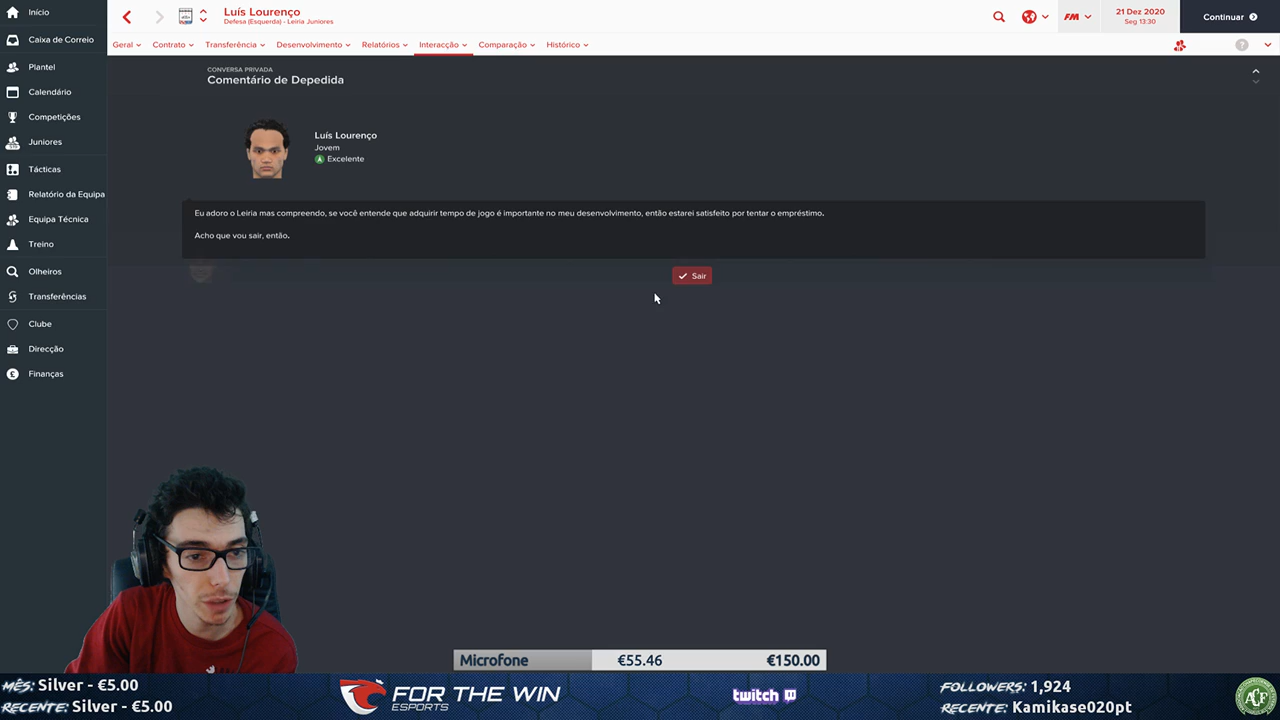 Início
Caixa de Correio
Plantel
Calendário
Competições
Juniores
Tácticas
Relatório da Equipa
Equipa Técnica
Treino
Olheiros
Transferências
Clube
Direcção
Finanças
Luís Lourenço
Defesa (Esquerda) - Leiria Juniores
FM
21 Dez 2020
Seg 13:30
Continuar
Geral
Contrato
Transferência
Desenvolvimento
Relatórios
Interacção
Comparação
Histórico
?
CONVERSA PRIVADA
Comentário de Depedida
Luís Lourenço
Jovem
A Excelente
Eu adoro o Leiria mas compreendo, se você entende que adquirir tempo de jogo é importante no meu desenvolvimento, então estarei satisfeito por tentar o empréstimo.
Acho que vou sair, então.
Sair
Microfone €55.46 €150.00
MÊS: Silver - €5.00
RECENTE: Silver - €5.00
FOR THE WIN
ESPORTS
twitch
FOLLOWERS: 1,924
RECENTE: Kamikase020pt
ACF